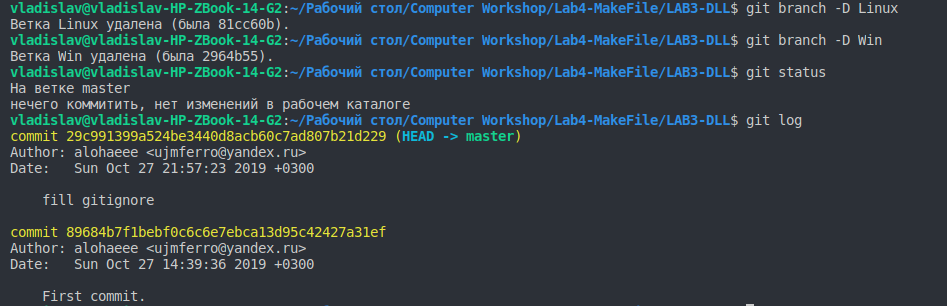 vladislav@vladislav-HP-ZBook-14-G2:~/Рабочий стол/Computer Workshop/Lab4-MakeFile/LAB3-DLL$ git branch -D Linux
Ветка Linux удалена (была 81cc60b).
vladislav@vladislav-HP-ZBook-14-G2:~/Рабочий стол/Computer Workshop/Lab4-MakeFile/LAB3-DLL$ git branch -D Win
Ветка Win удалена (была 2964b55).
vladislav@vladislav-HP-ZBook-14-G2:~/Рабочий стол/Computer Workshop/Lab4-MakeFile/LAB3-DLL$ git status
На ветке master
нечего коммитить, нет изменений в рабочем каталоге
vladislav@vladislav-HP-ZBook-14-G2:~/Рабочий стол/Computer Workshop/Lab4-MakeFile/LAB3-DLL$ git log
commit 29c991399a524be3440d8acb60c7ad807b21d229 (HEAD -> master)
Author: alohaeee <ujmferro@yandex.ru>
Date:   Sun Oct 27 21:57:23 2019 +0300

    fill gitignore

commit 89684b7f1bebf0c6c6e7ebca13d95c42427a31ef
Author: alohaeee <ujmferro@yandex.ru>
Date:   Sun Oct 27 14:39:36 2019 +0300

    First commit.